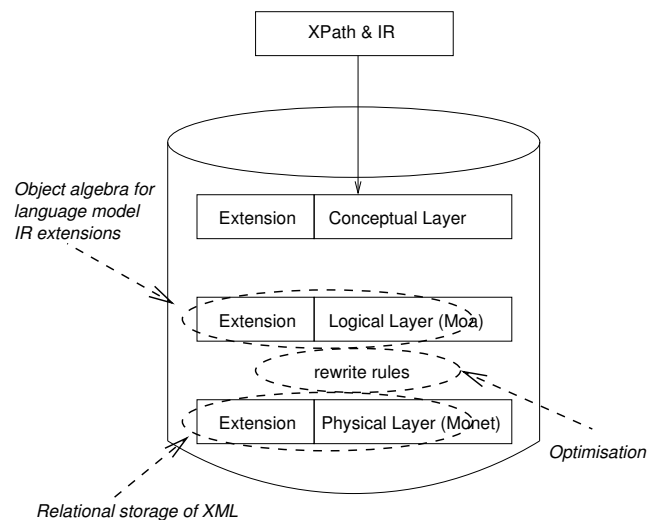 XPath & IR
Object algebra for
language model
IR extensions
Extension Conceptual Layer
Extension Logical Layer (Moa)
rewrite rules
Extension Physical Layer (Monet)
Optimisation
Relational storage of XML